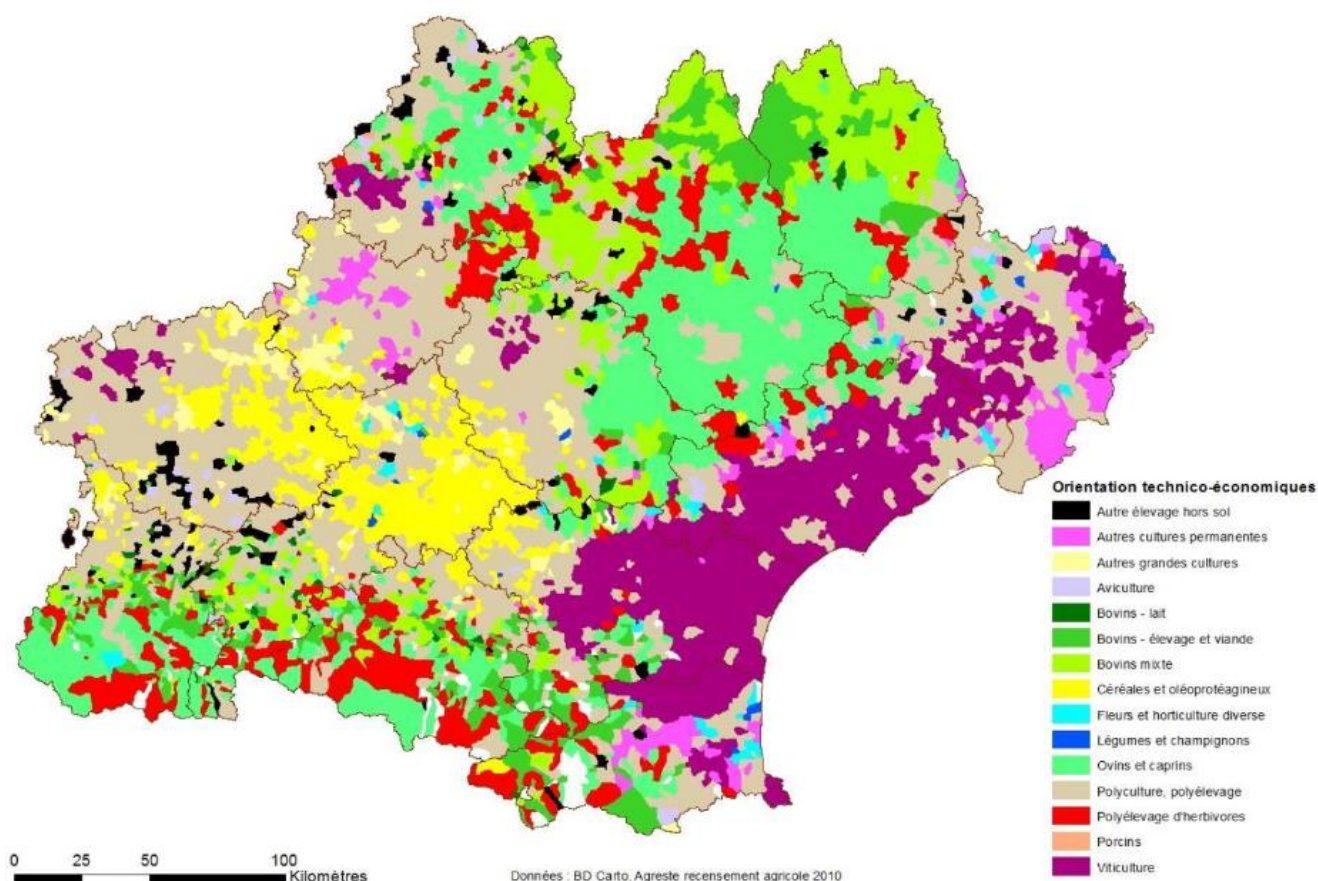 Orientation technico-économiques
Autre élevage hors sol
Autres cultures permanentes
Autres grandes cultures
Aviculture
Bovins - lait
Bovins - élevage et viande
Bovins mixte
Céréales et oléoprotéagineux
Fleurs et horticulture diverse
Légumes et champignons
Ovins et caprins
Polyculture, polyélevage
Polyélevage d'herbivores
Porcins
Viticulture
0 25 50 100
Kilomètres
Données : BD Carto, Agreste recensement agricole 2010